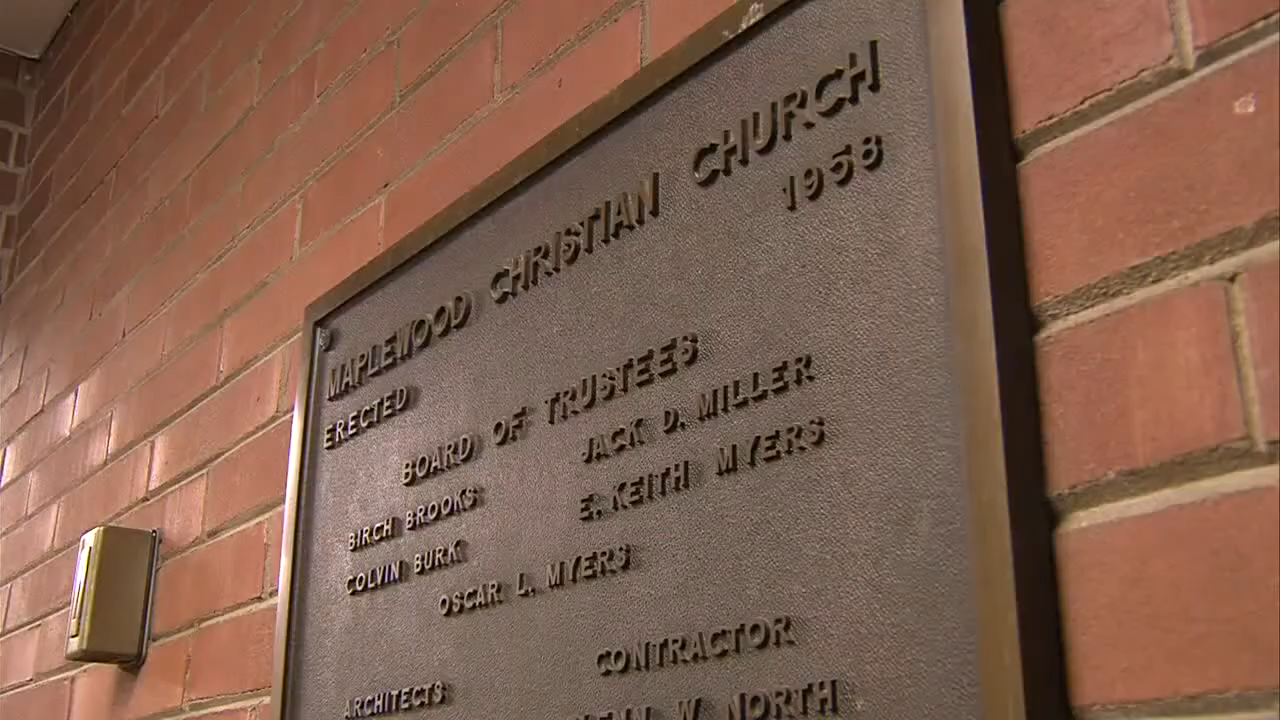 MAPLEWOOD CHRISTIAN CHURCH
ERECTED 1958
BOARD OF TRUSTEES
BIRCH BROOKS JACK D. MILLER
COLVIN BURK E. KEITH MYERS
OSCAR L. MYERS
ARCHITECTS CONTRACTOR
W. NORTH